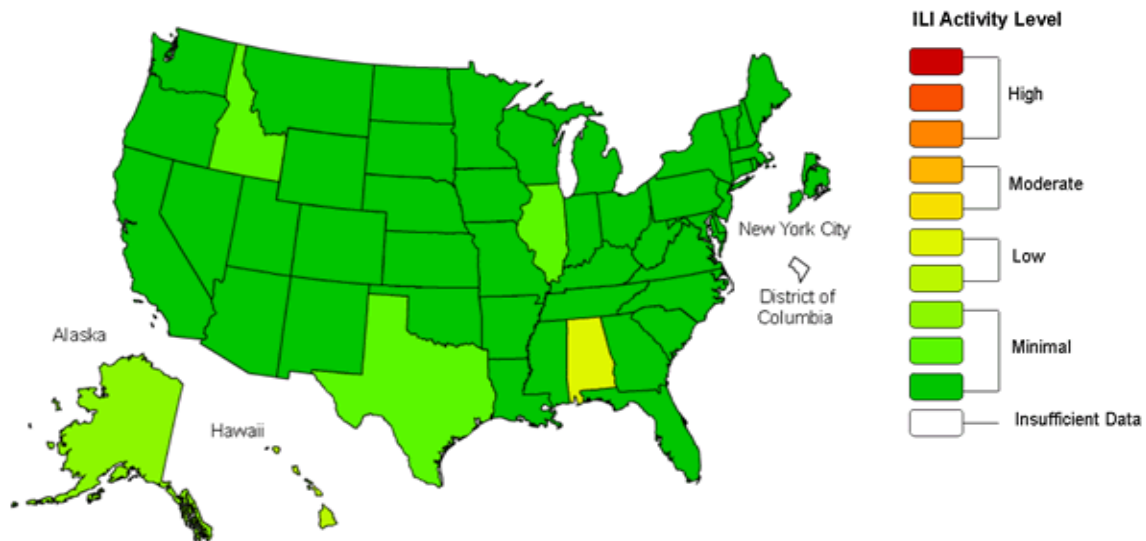 ILI Activity Level
High
Moderate
New York City
Low
District of
Columbia
Alaska
Minimal
Hawaii
Insufficient Data